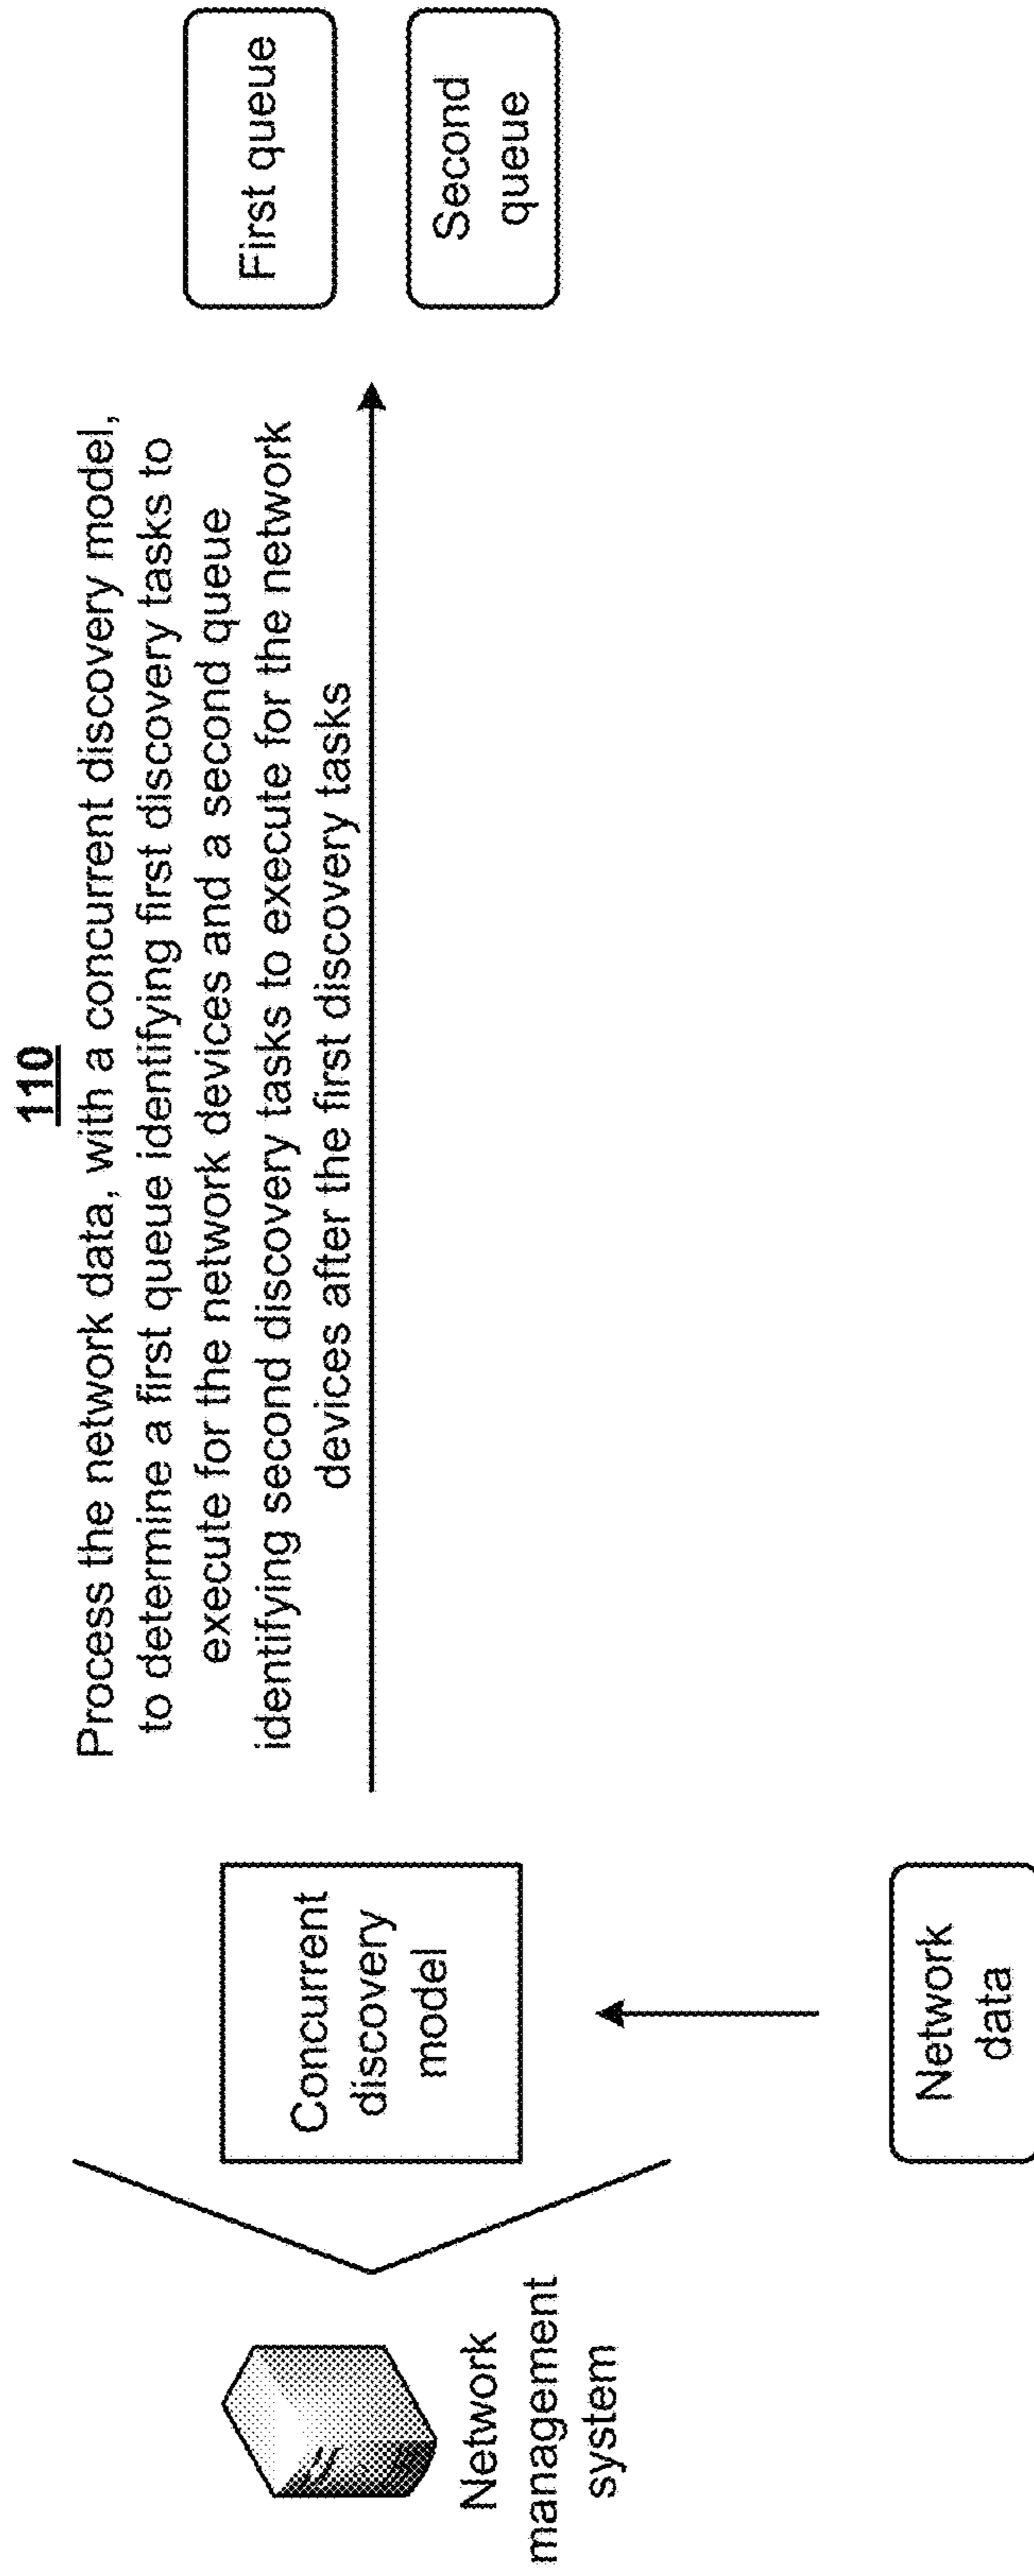 110
Process the network data, with a concurrent discovery model,
to determine a first queue identifying first discovery tasks to
execute for the network devices and a second queue
identifying second discovery tasks to execute for the network
devices after the first discovery tasks
Network
management
system
Concurrent
discovery
model
Network
data
First queue
Second
queue